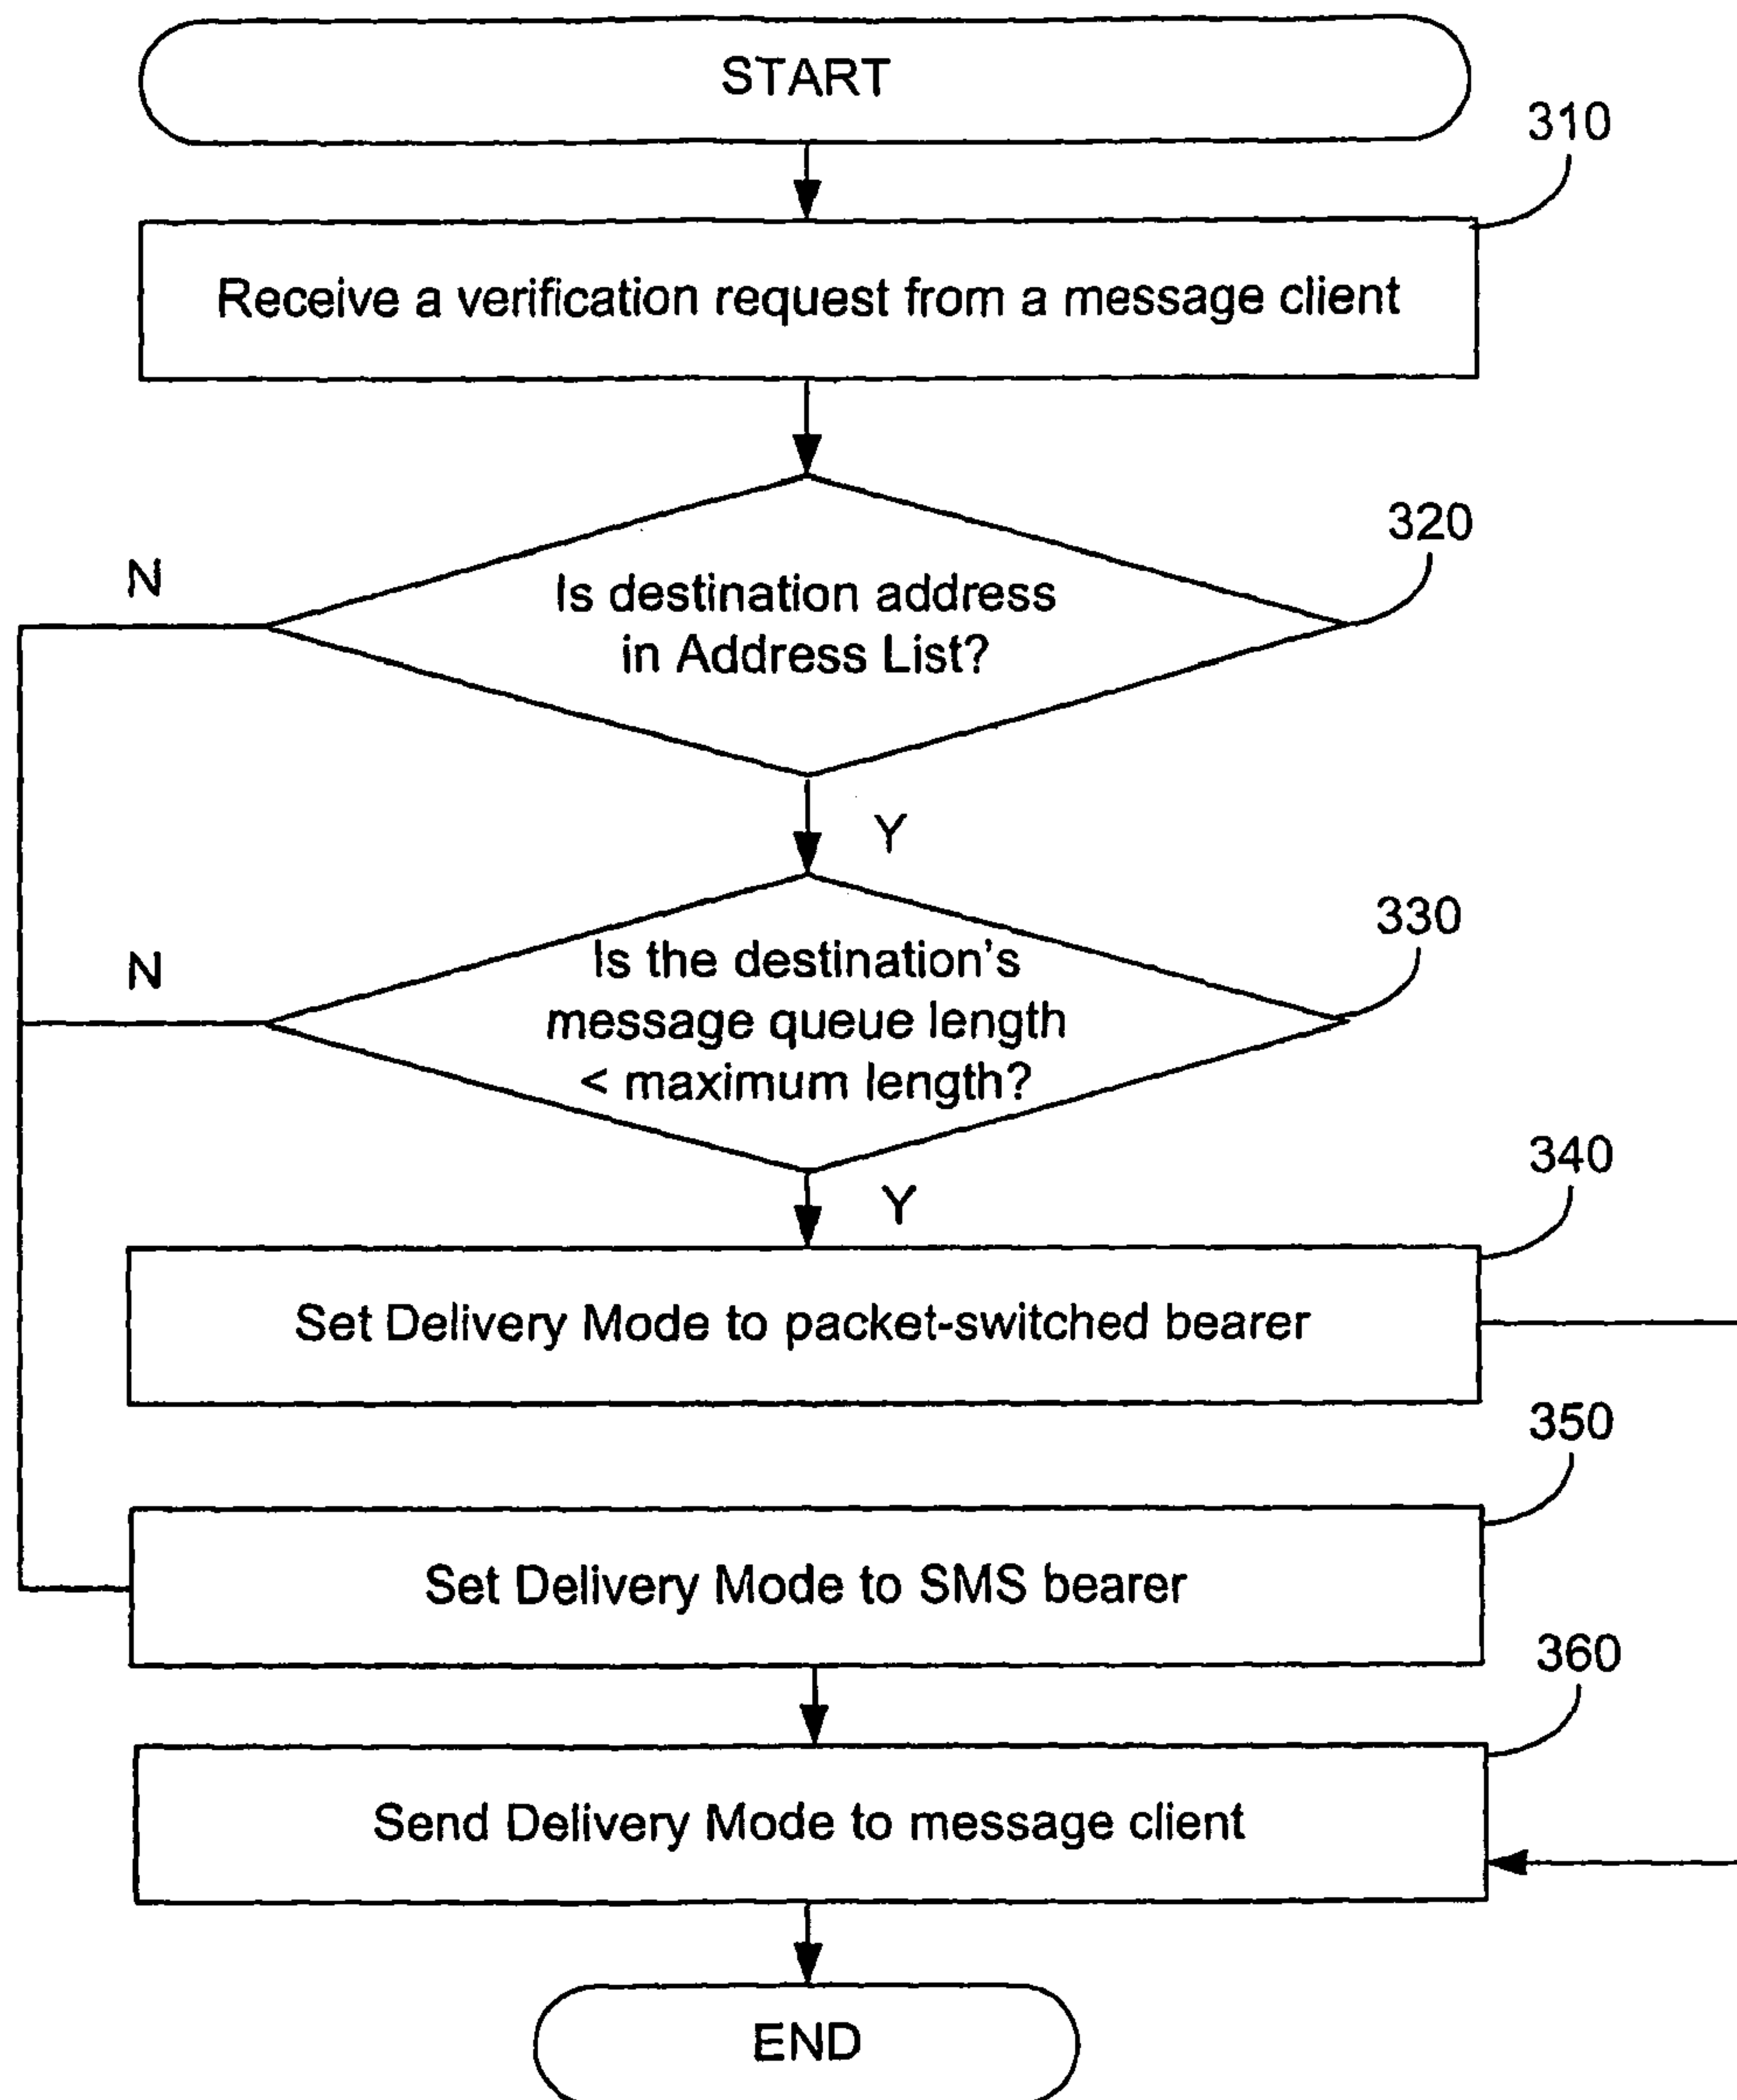 START
310
Receive a verification request from a message client
320
N
Is destination address
in Address List?
Y
330
N
Is the destination's
message queue length
< maximum length?
Y
340
Set Delivery Mode to packet-switched bearer
350
Set Delivery Mode to SMS bearer
360
Send Delivery Mode to message client
END